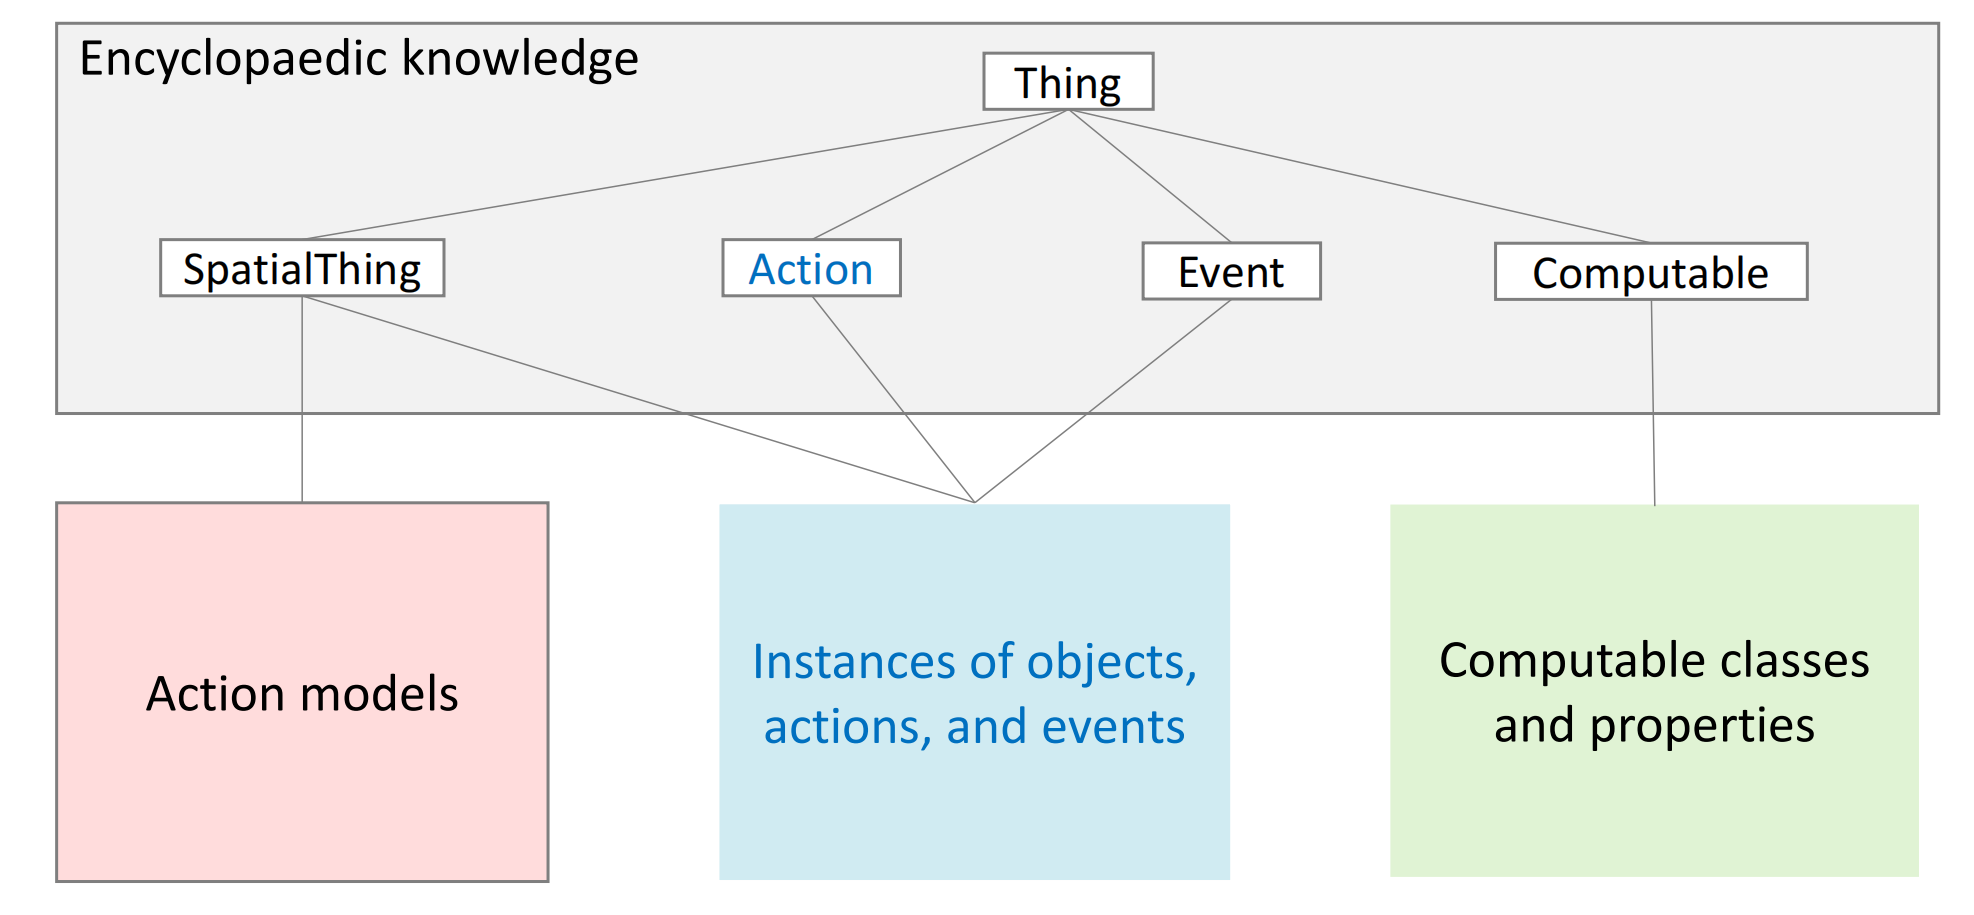 Encyclopaedic knowledge
Thing
SpatialThing
Action
Event
Computable
Action models
Instances of objects,
actions, and events
Computable classes
and properties